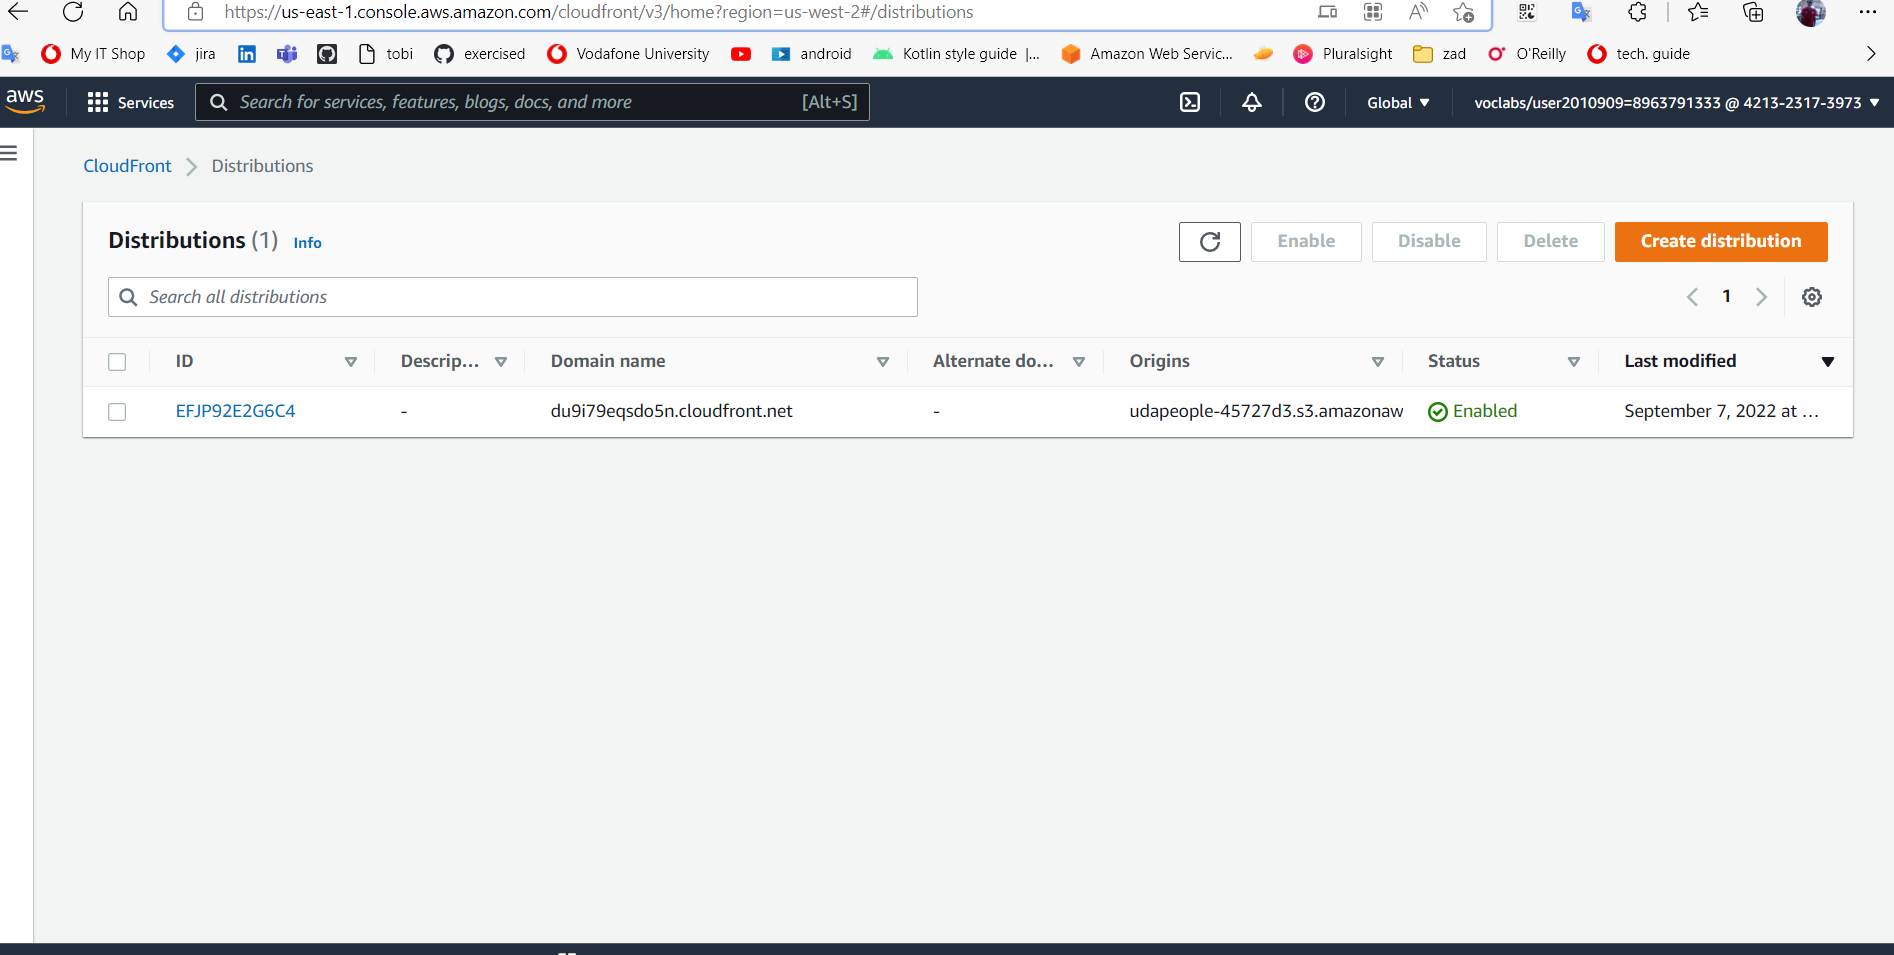 https://us-east-1.console.aws.amazon.com/cloudfront/v3/home?region=us-west-2#/distributions
My IT Shop jira tobi exercised Vodafone University android Kotlin style guide |... Amazon Web Servic... Pluralsight zad O'Reilly tech. guide
aws Services Search for services, features, blogs, docs, and more [Alt+S] Global voclabs/user2010909=8963791333 @ 4213-2317-3973
CloudFront Distributions
Distributions (1) Info Enable Disable Delete Create distribution
Search all distributions 1
ID Descrip... Domain name Alternate do... Origins Status Last modified
EFJP92E2G6C4 - du9i79eqsdo5n.cloudfront.net - udapeople-45727d3.s3.amazonaw Enabled September 7, 2022 at ...